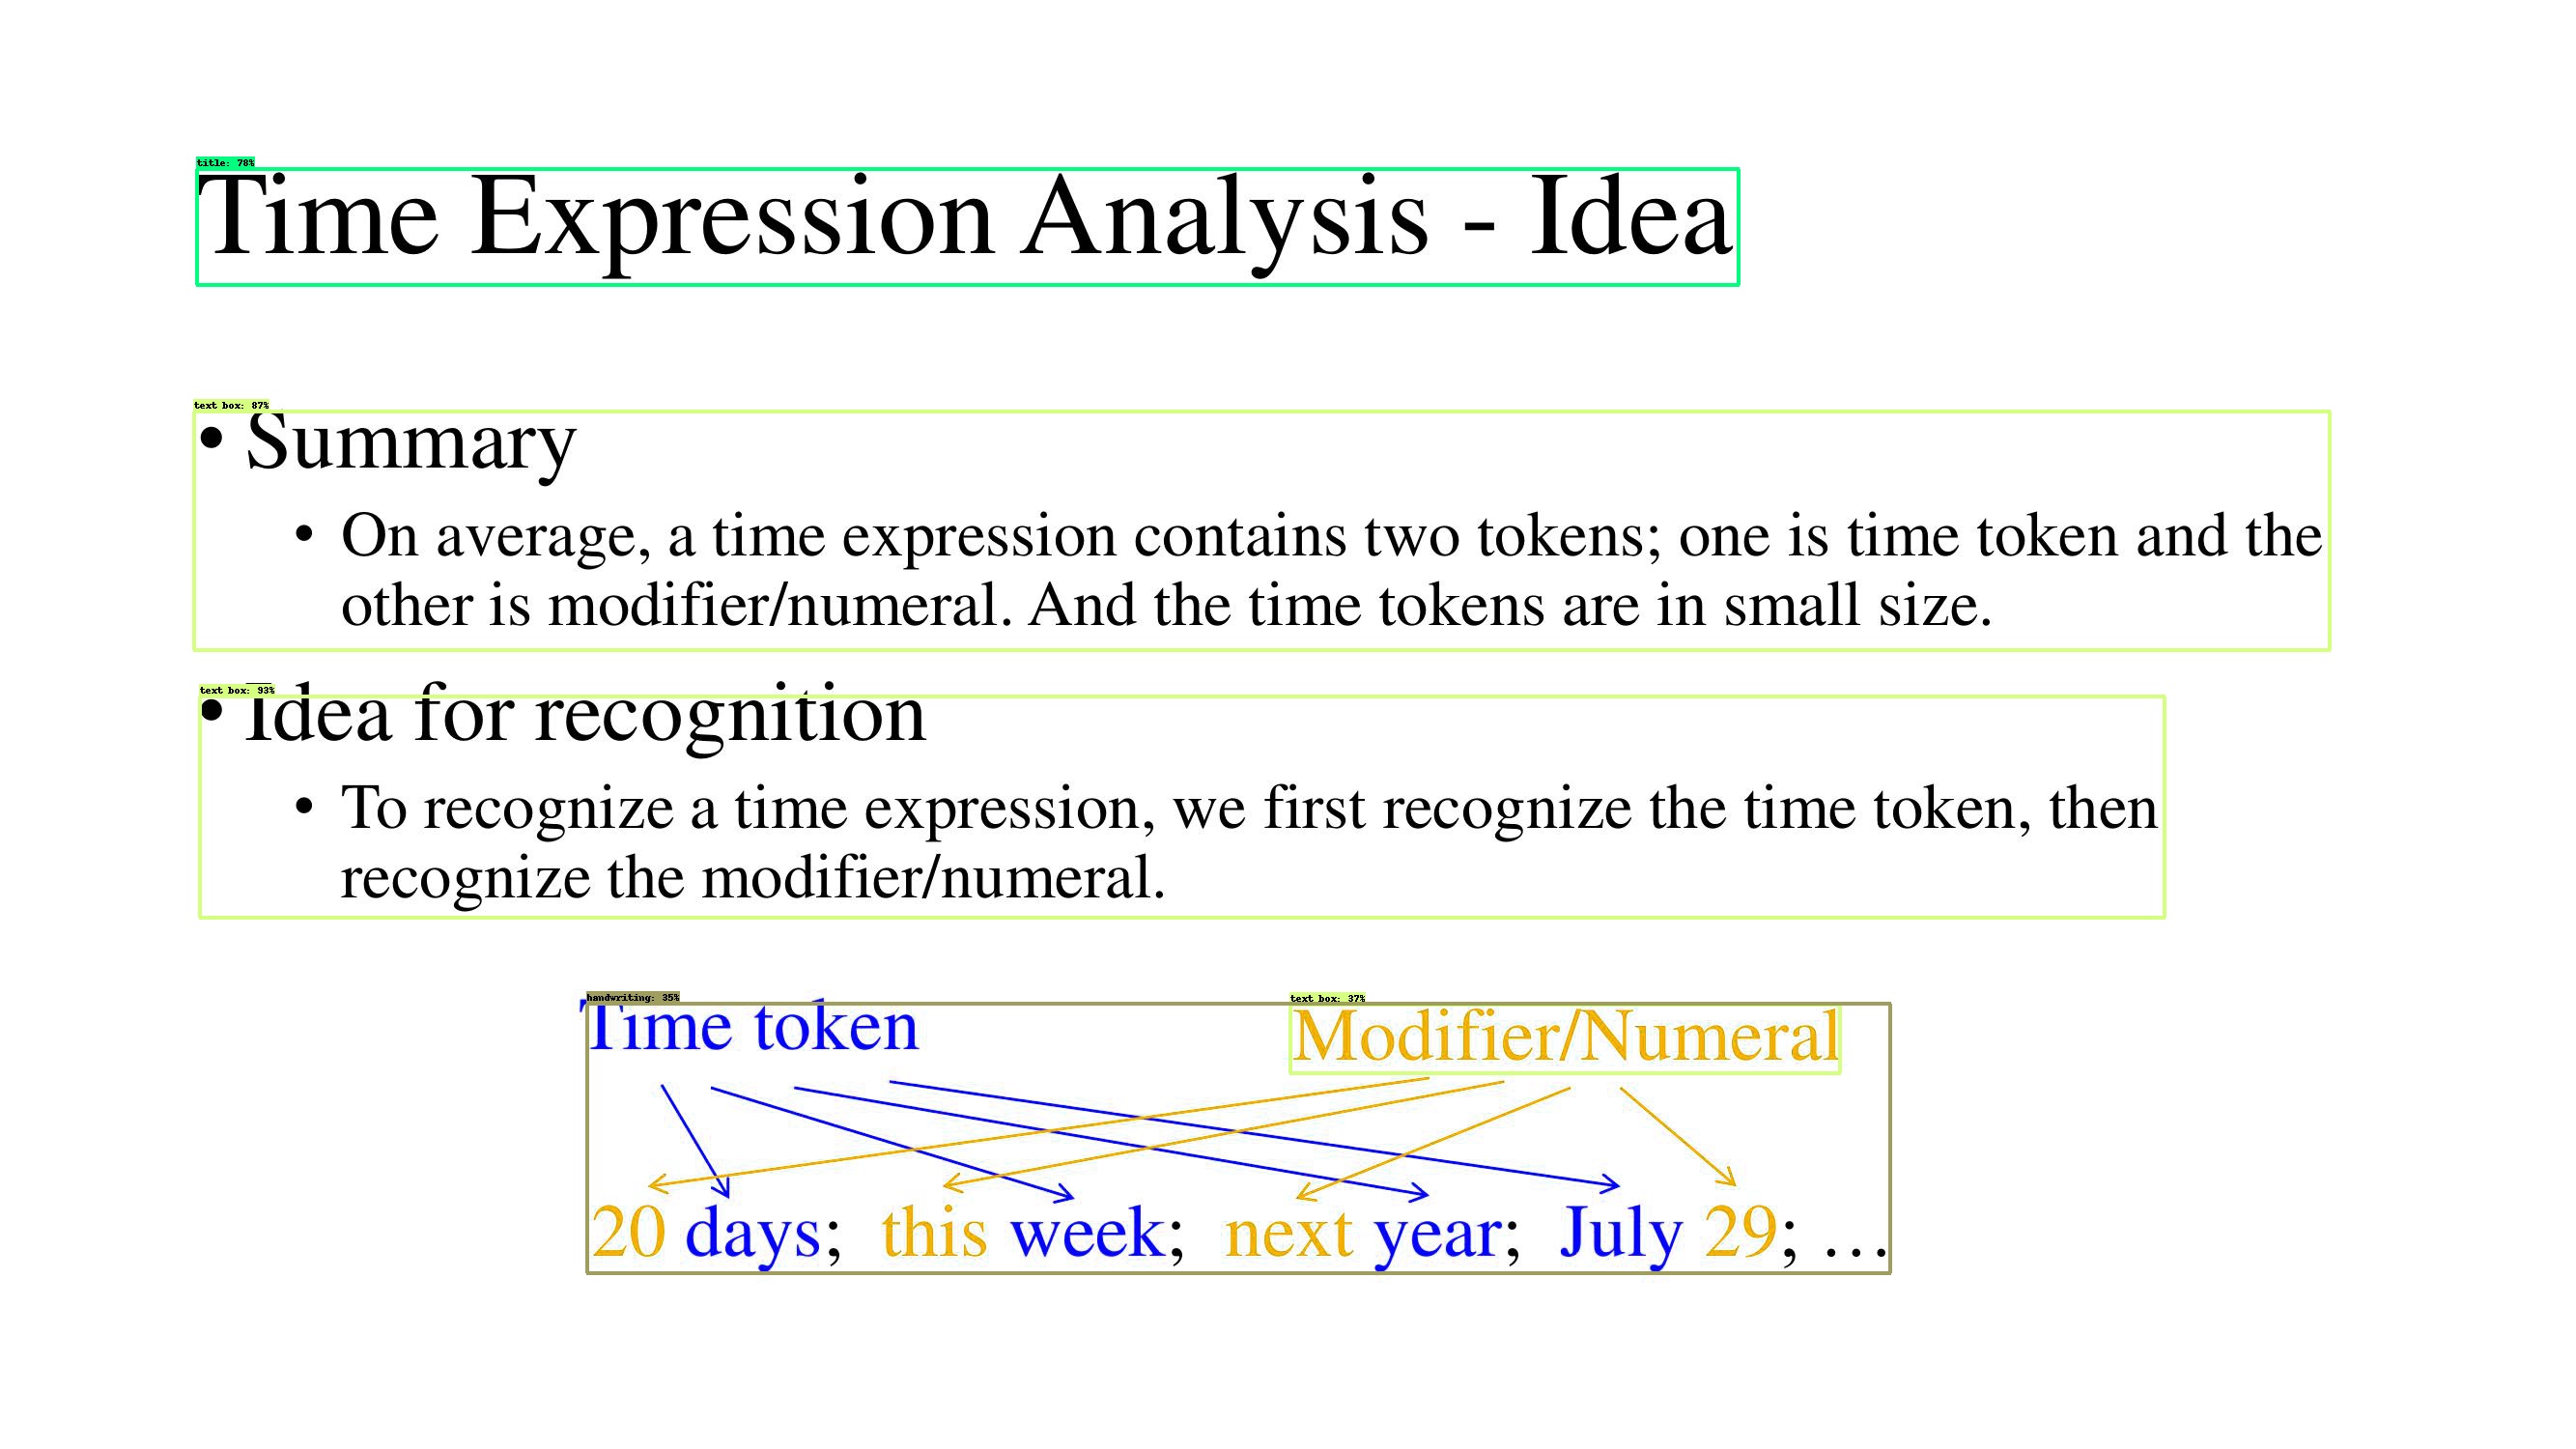 title: 78%
Time Expression Analysis - Idea
text box: 87%
• Summary
• On average, a time expression contains two tokens; one is time token and the
other is modifier/numeral. And the time tokens are in small size.
text box: 93%
• Idea for recognition
• To recognize a time expression, we first recognize the time token, then
recognize the modifier/numeral.
handwriting: 35%
Time token
text box: 37%
Modifier/Numeral
20 days; this week; next year; July 29; …